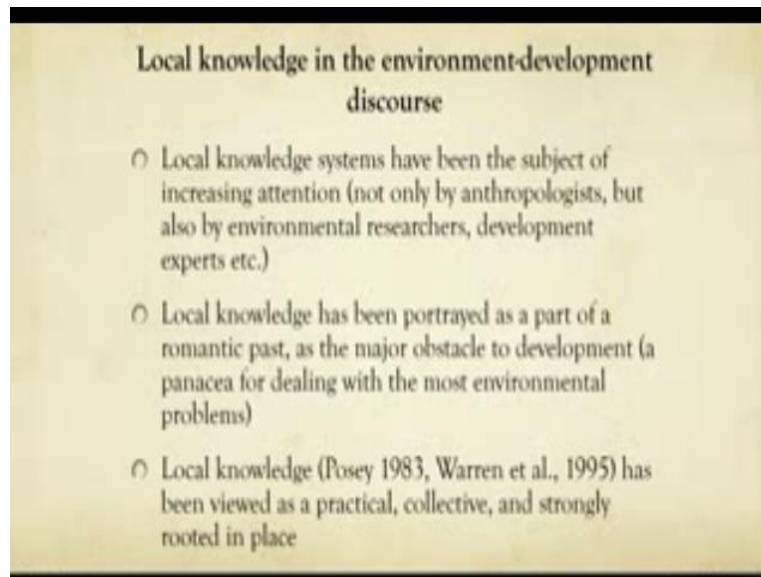 Local knowledge in the environment-development
discourse
Local knowledge systems have been the subject of
increasing attention (not only by anthropologists, but
also by environmental researchers, development
experts etc.)
Local knowledge has been portrayed as a part of a
romantic past, as the major obstacle to development (a
panacea for dealing with the most environmental
problems)
Local knowledge (Posey 1983, Warren et al., 1995) has
been viewed as a practical, collective, and strongly
rooted in place